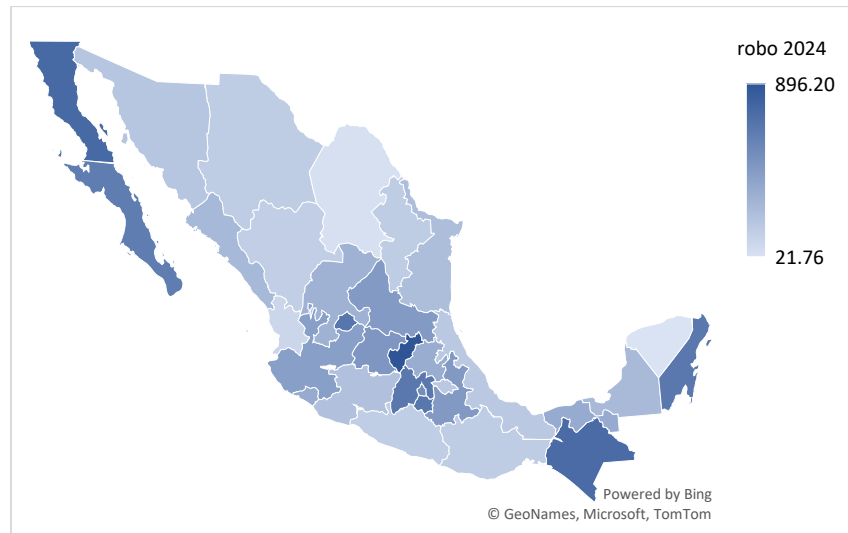 robo 2024
896.20
21.76
Powered by Bing
© GeoNames, Microsoft, TomTom